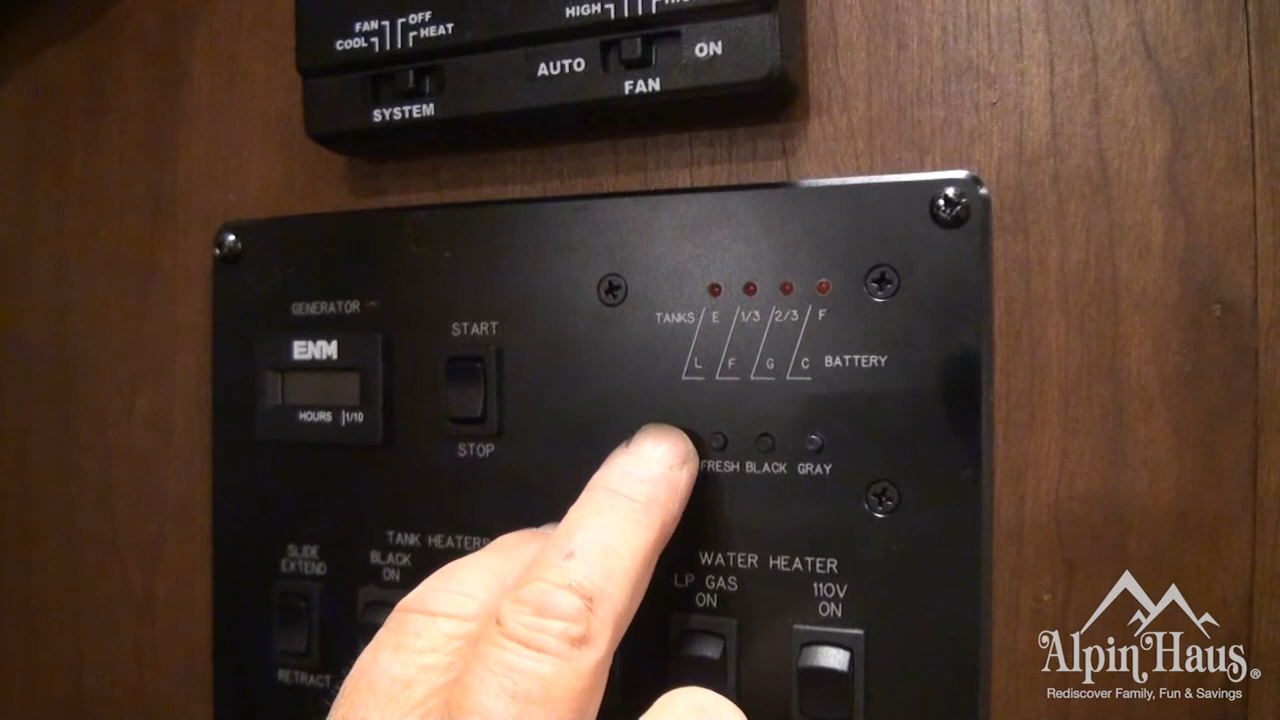 FAN OFF
COOL HEAT
HIGH
SYSTEM
AUTO ON
FAN
GENERATOR
ENM
HOURS 1/10
START
STOP
TANKS E 1/3 2/3 F
L F G C BATTERY
FRESH BLACK GRAY
SLIDE
EXTEND
RETRACT
TANK HEATERS
BLACK
ON
WATER HEATER
LP GAS
ON
110V
ON
Alpin Haus®
Rediscover Family, Fun & Savings